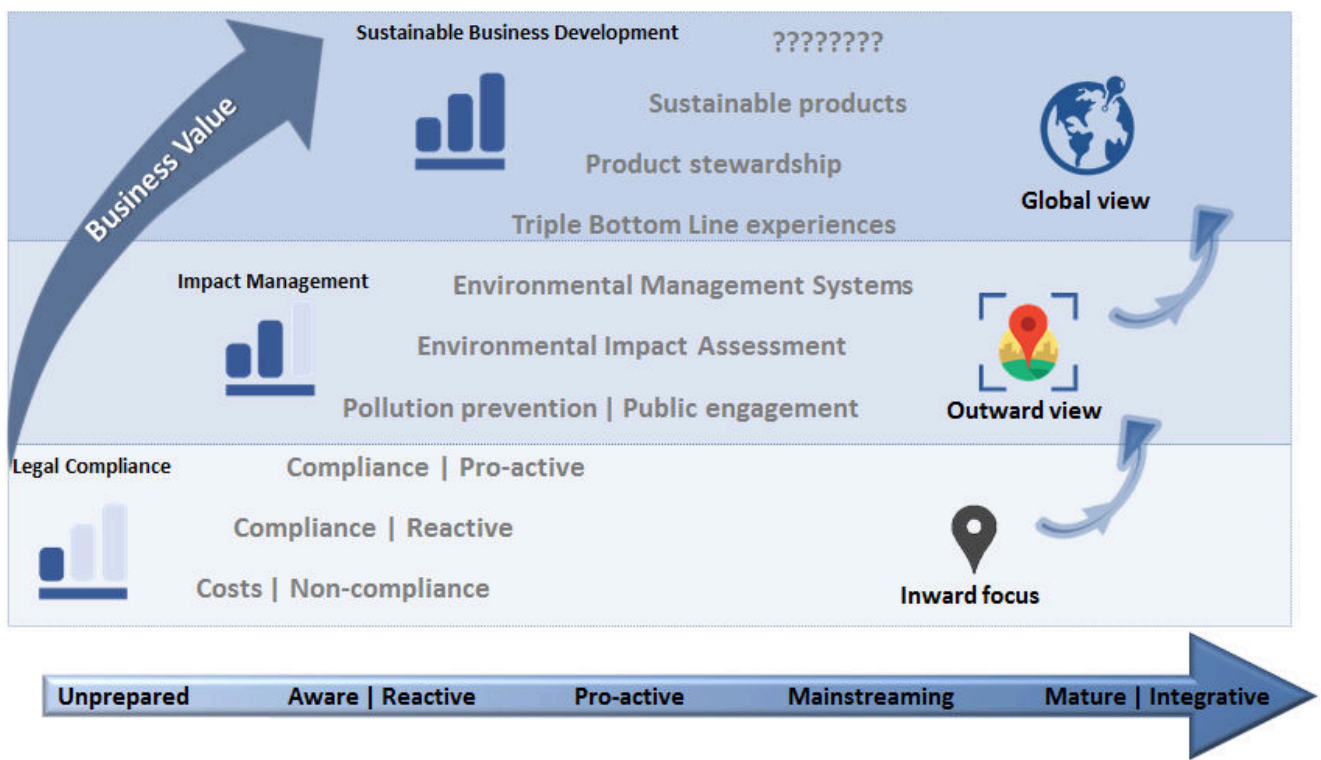 Sustainable Business Development
????????
Sustainable products
Product stewardship
Triple Bottom Line experiences
Global view
Business Value
Impact Management
Environmental Management Systems
Environmental Impact Assessment
Pollution prevention | Public engagement
Outward view
Legal Compliance
Compliance | Pro-active
Compliance | Reactive
Costs | Non-compliance
Inward focus
Unprepared
Aware | Reactive
Pro-active
Mainstreaming
Mature | Integrative